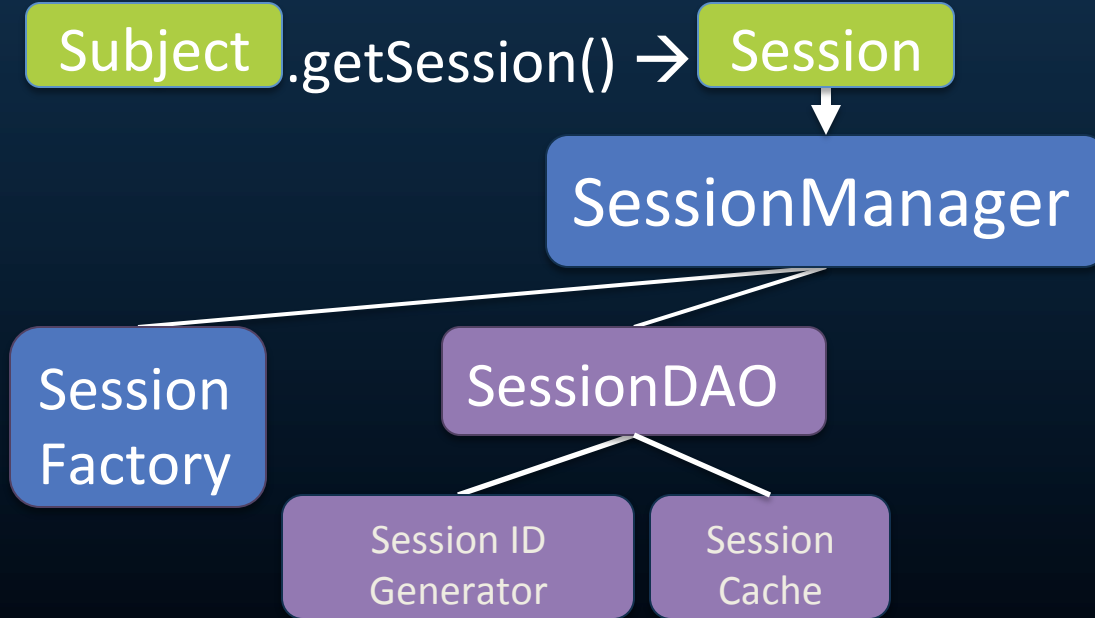 Subject .getSession() → Session
SessionManager
Session
Factory
SessionDAO
Session ID
Generator
Session
Cache